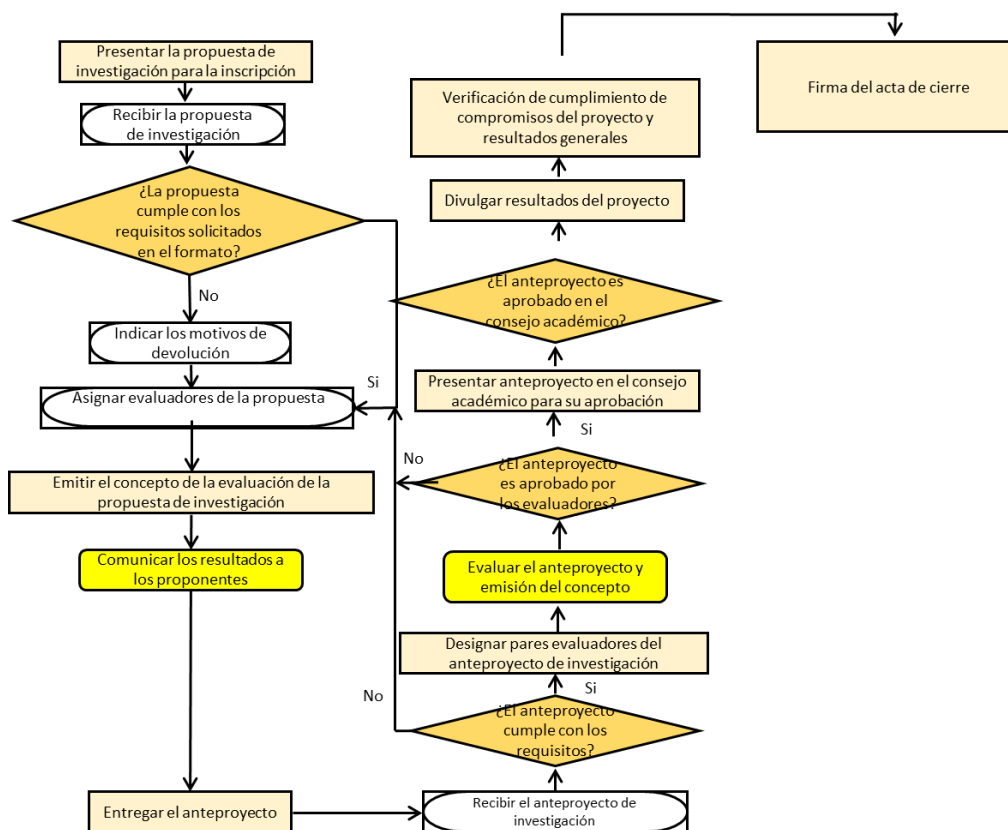 Presentar la propuesta de
investigación para la inscripción
Recibir la propuesta
de investigación
¿La propuesta
cumple con los
requisitos solicitados
en el formato?
No
Indicar los motivos de
devolución
Si
Asignar evaluadores de la propuesta
Emitir el concepto de la evaluación de la
propuesta de investigación
Comunicar los resultados a
los proponentes
Entregar el anteproyecto
Recibir el anteproyecto de
investigación
¿El anteproyecto
cumple con los
requisitos?
No
Si
Designar pares evaluadores del
anteproyecto de investigación
Evaluar el anteproyecto y
emisión del concepto
¿El anteproyecto
es aprobado por
los evaluadores?
No
Si
Presentar anteproyecto en el consejo
académico para su aprobación
¿El anteproyecto es
aprobado en el
consejo académico?
Divulgar resultados del proyecto
Verificación de cumplimiento de
compromisos del proyecto y
resultados generales
Firma del acta de cierre